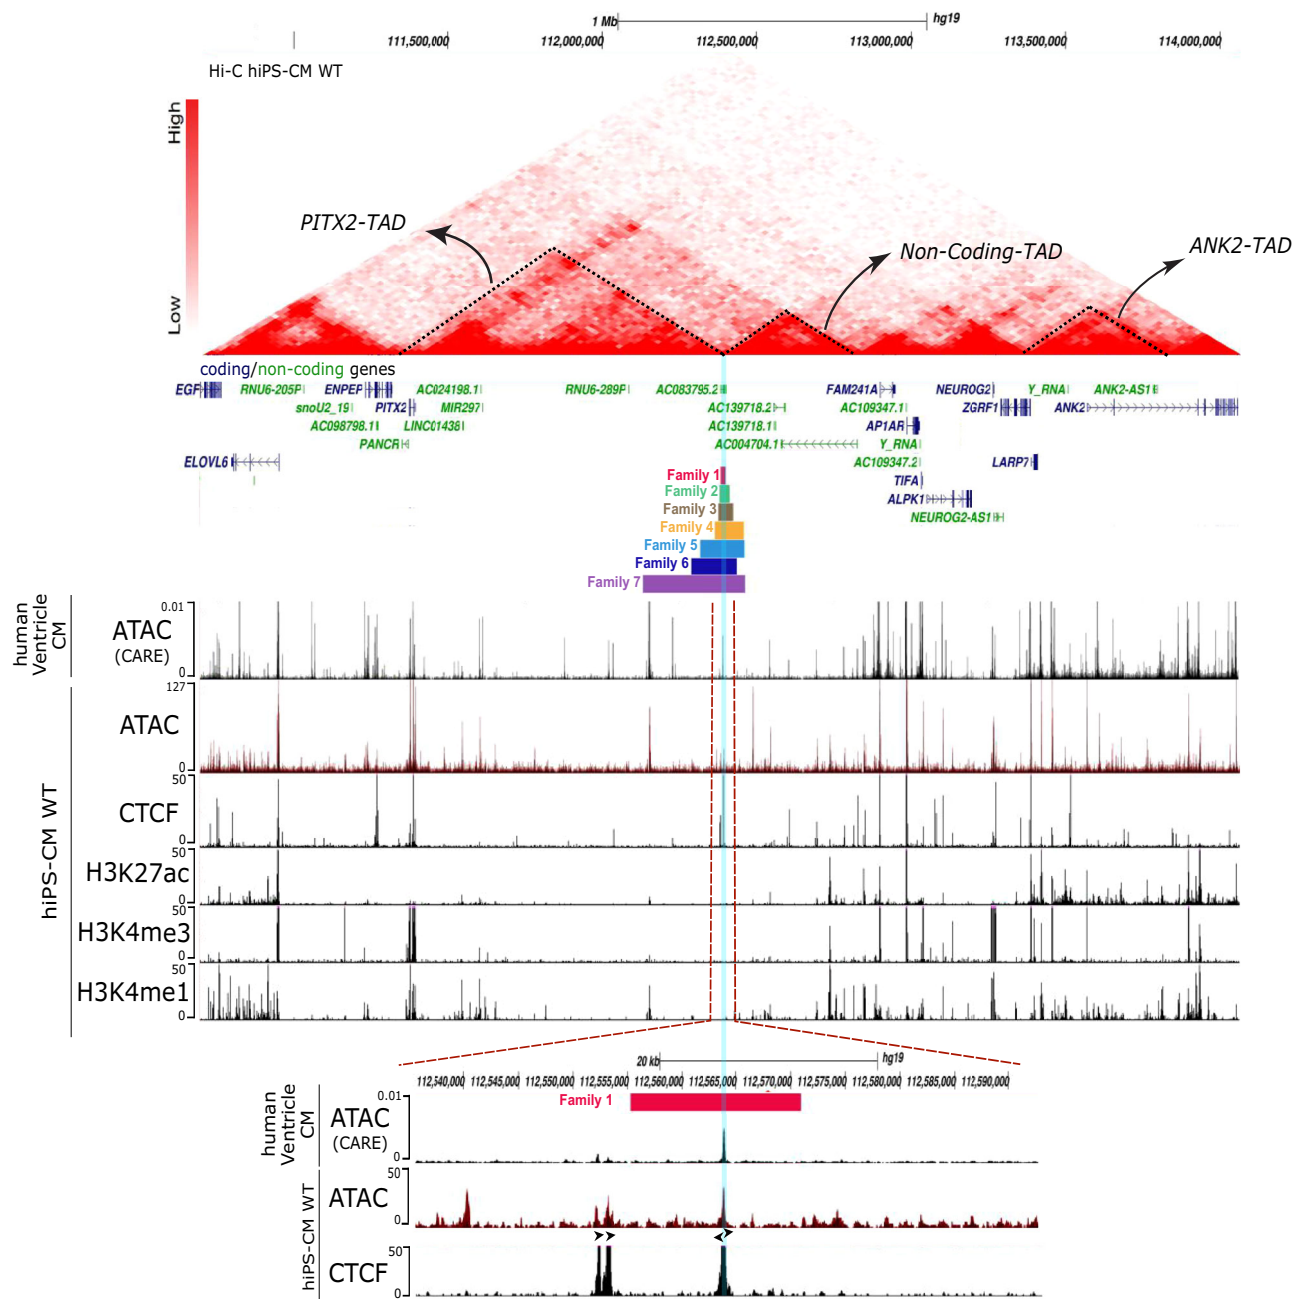 1 Mb hg19
111,500,000 112,000,000 112,500,000 113,000,000 113,500,000 114,000,000
Hi-C hiPS-CM WT
High
Low
PITX2-TAD
Non-Coding-TAD
ANK2-TAD
coding/non-coding genes
EGF RNU6-205P ENPEP AC024198.1 RNU6-289P AC083795.2 FAM241A NEUROG2 Y_RNA ANK2-AS1
snoU2_19 PITX2 MIR297 AC139718.2 AC109347.1 ZGRF1 ANK2
AC098798.1 LINC01438 AC139718.1 AP1AR
PANCR AC004704.1 Y_RNA
ELOVL6 AC109347.2 LARP7
Family 1
TIFA
Family 2
ALPK1
Family 3
NEUROG2-AS1
Family 4
Family 5
Family 6
Family 7
human Ventricle CM
ATAC (CARE)
0.01
0
hiPS-CM WT
ATAC
127
0
CTCF
50
0
H3K27ac
50
0
H3K4me3
50
0
H3K4me1
50
0
20 kb hg19
112,540,000 112,545,000 112,550,000 112,555,000 112,560,000 112,565,000 112,570,000 112,575,000 112,580,000 112,585,000 112,590,000
Family 1
human Ventricle CM
ATAC (CARE)
0.01
0
hiPS-CM WT
ATAC
50
0
CTCF
50
0